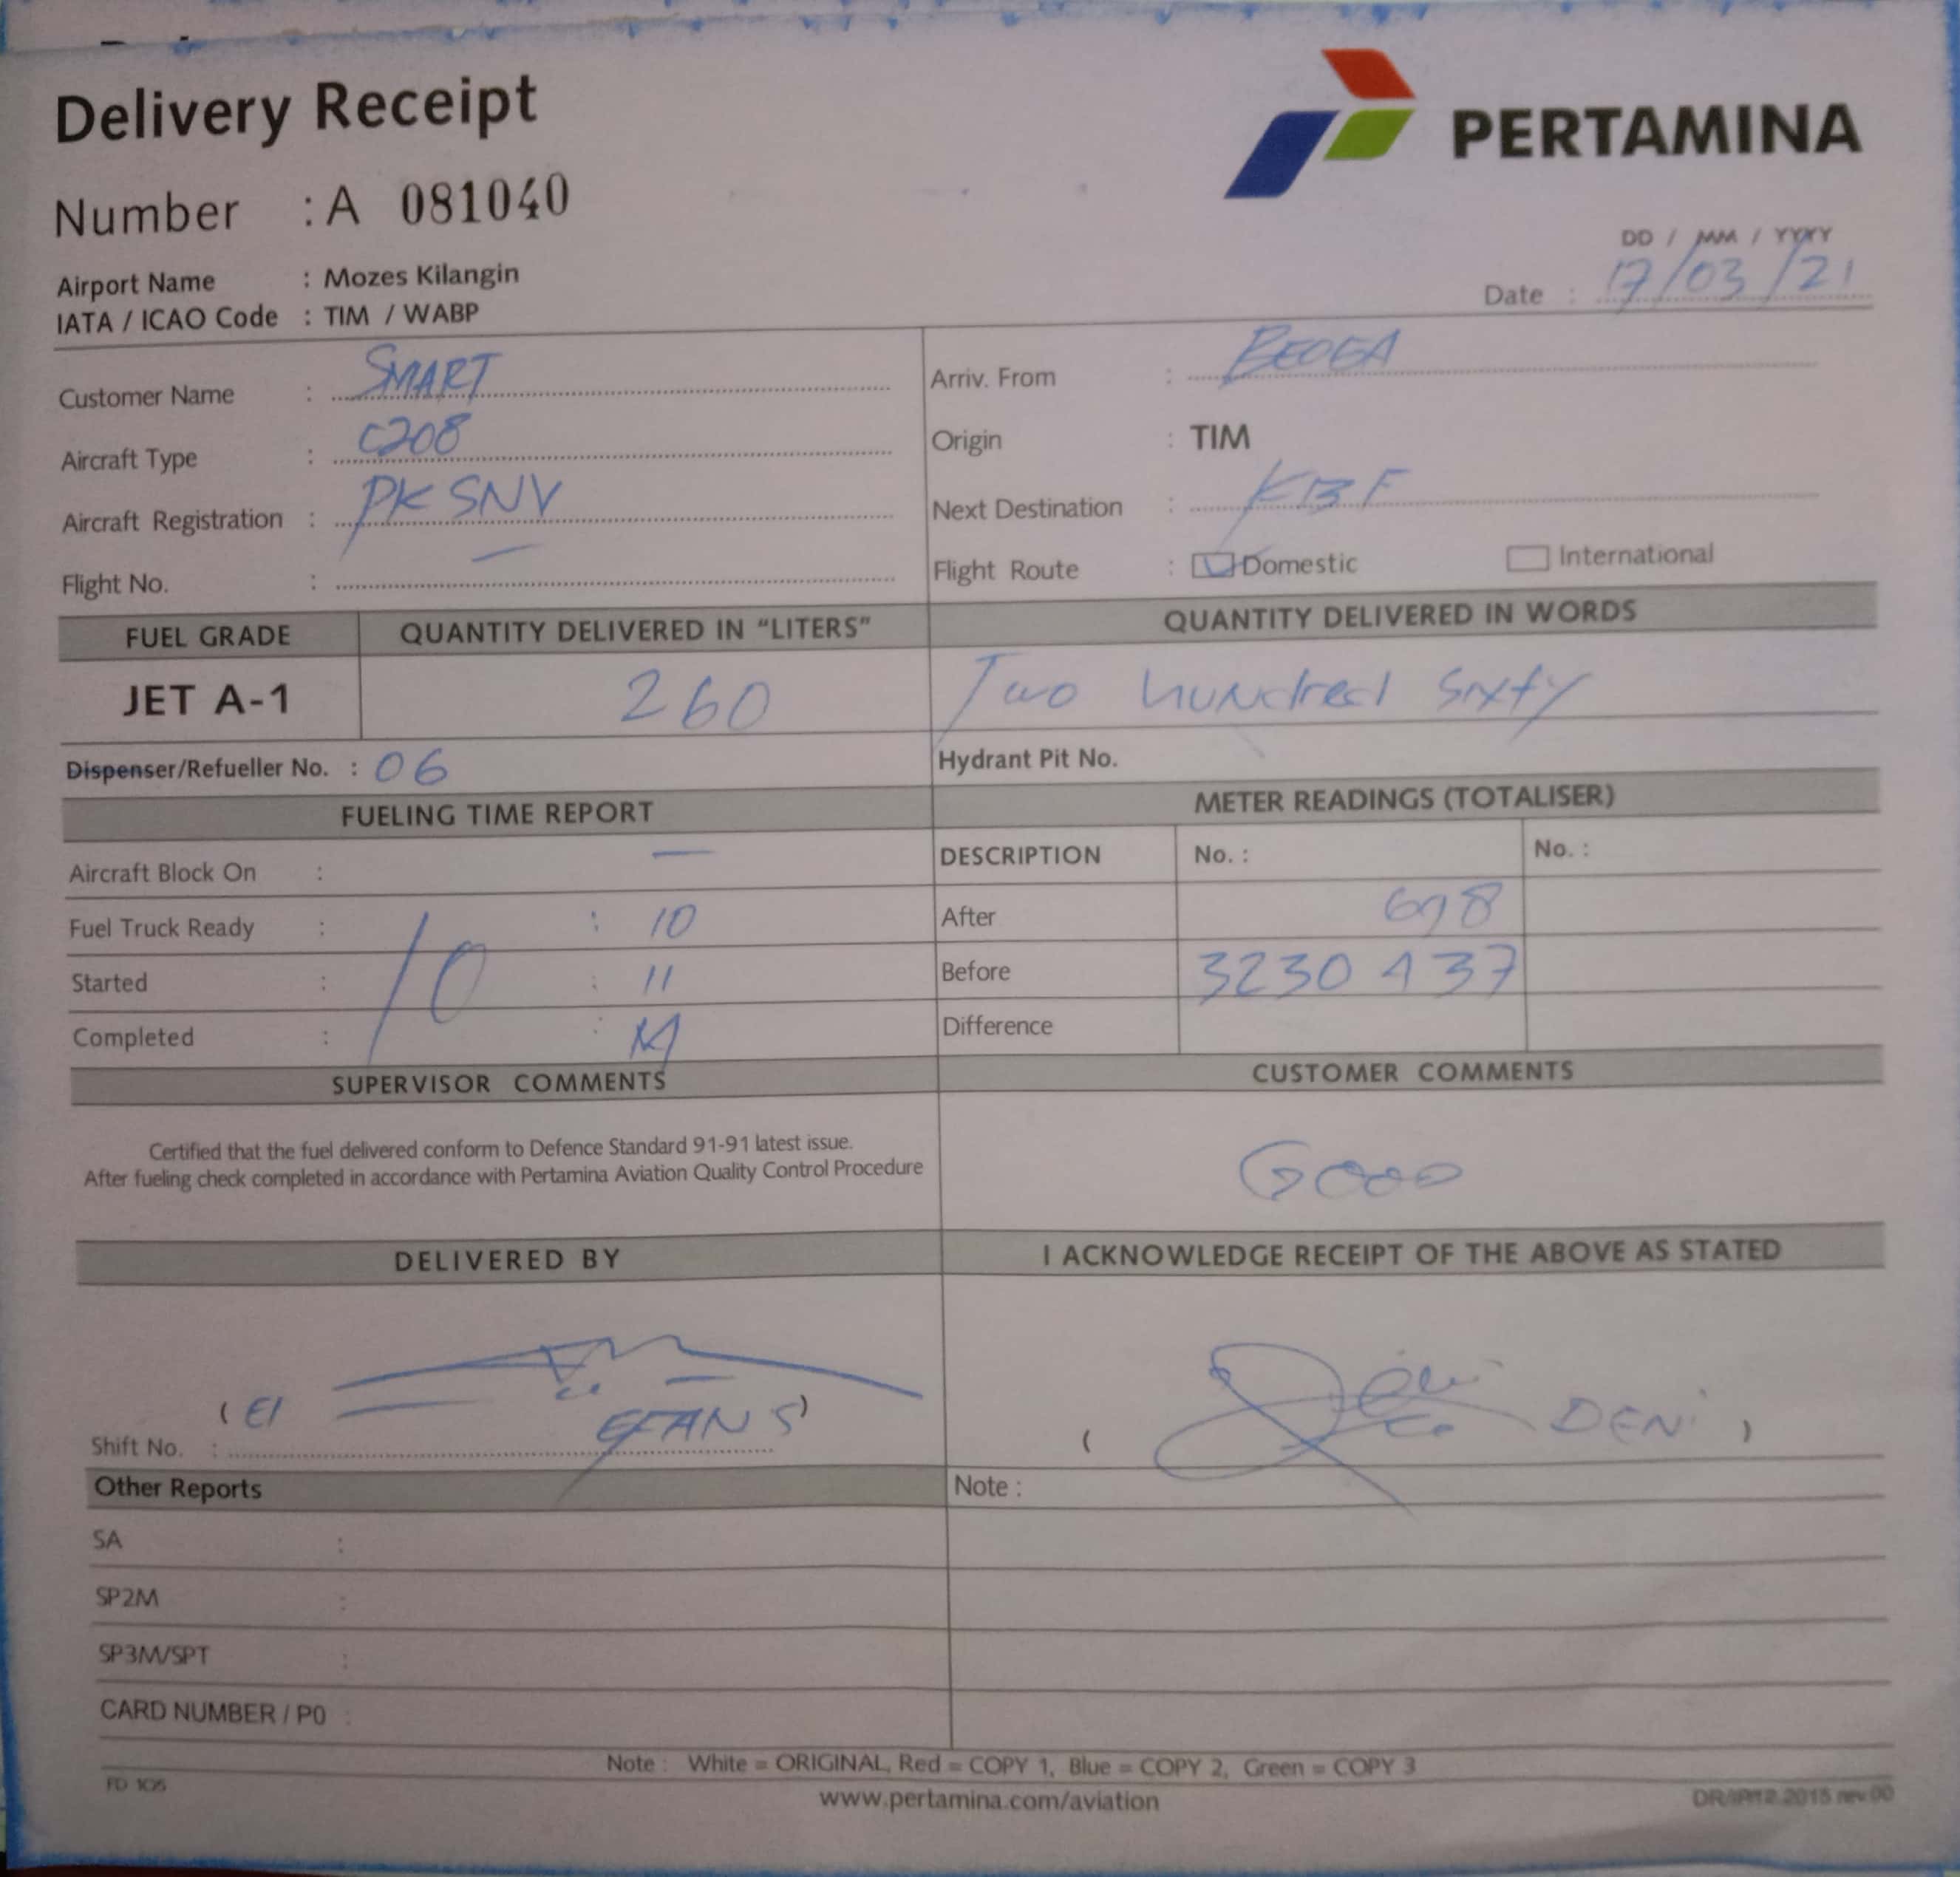 Delivery Receipt
PERTAMINA
Number : A 081040
DD / MM / YYYY
Airport Name : Mozes Kilangin
Date : 17/03/21
IATA / ICAO Code : TIM / WABP
Customer Name : SMART
Arriv. From : BEOGA
Aircraft Type : C208
Origin : TIM
Aircraft Registration : PK SNV
Next Destination : KBF
Flight No. : —
Flight Route : Domestic International
FUEL GRADE QUANTITY DELIVERED IN "LITERS" QUANTITY DELIVERED IN WORDS
JET A-1 260 Two hundred sixty
Dispenser/Refueller No. : 06 Hydrant Pit No.
FUELING TIME REPORT METER READINGS (TOTALISER)
Aircraft Block On : — DESCRIPTION No. : No. :
Fuel Truck Ready : : 10 After
Started : 10 : 11 Before 3230 437
Completed : : Difference
SUPERVISOR COMMENTS CUSTOMER COMMENTS
Certified that the fuel delivered conform to Defence Standard 91-91 latest issue.
After fueling check completed in accordance with Pertamina Aviation Quality Control Procedure
GOOD
DELIVERED BY I ACKNOWLEDGE RECEIPT OF THE ABOVE AS STATED
( EFANS ) ( DENI )
Shift No. :
Other Reports Note :
SA :
SP2M :
SP3M/SPT :
CARD NUMBER / P0 :
Note : White = ORIGINAL, Red = COPY 1, Blue = COPY 2, Green = COPY 3
FD 105 www.pertamina.com/aviation